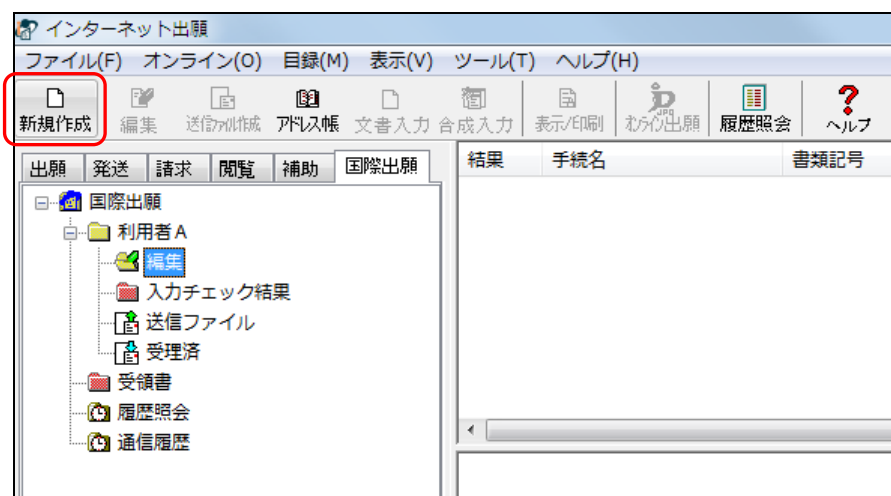 インターネット出願
ファイル(F) オンライン(O) 目録(M) 表示(V) ツール(T) ヘルプ(H)
新規作成 編集 送信ファイル作成 アドレス帳 文書入力 合成入力 表示/印刷 オンライン出願 履歴照会 ヘルプ
出願 発送 請求 閲覧 補助 国際出願
結果 手続名 書類記号
国際出願
利用者A
編集
入力チェック結果
送信ファイル
受理済
受領書
履歴照会
通信履歴